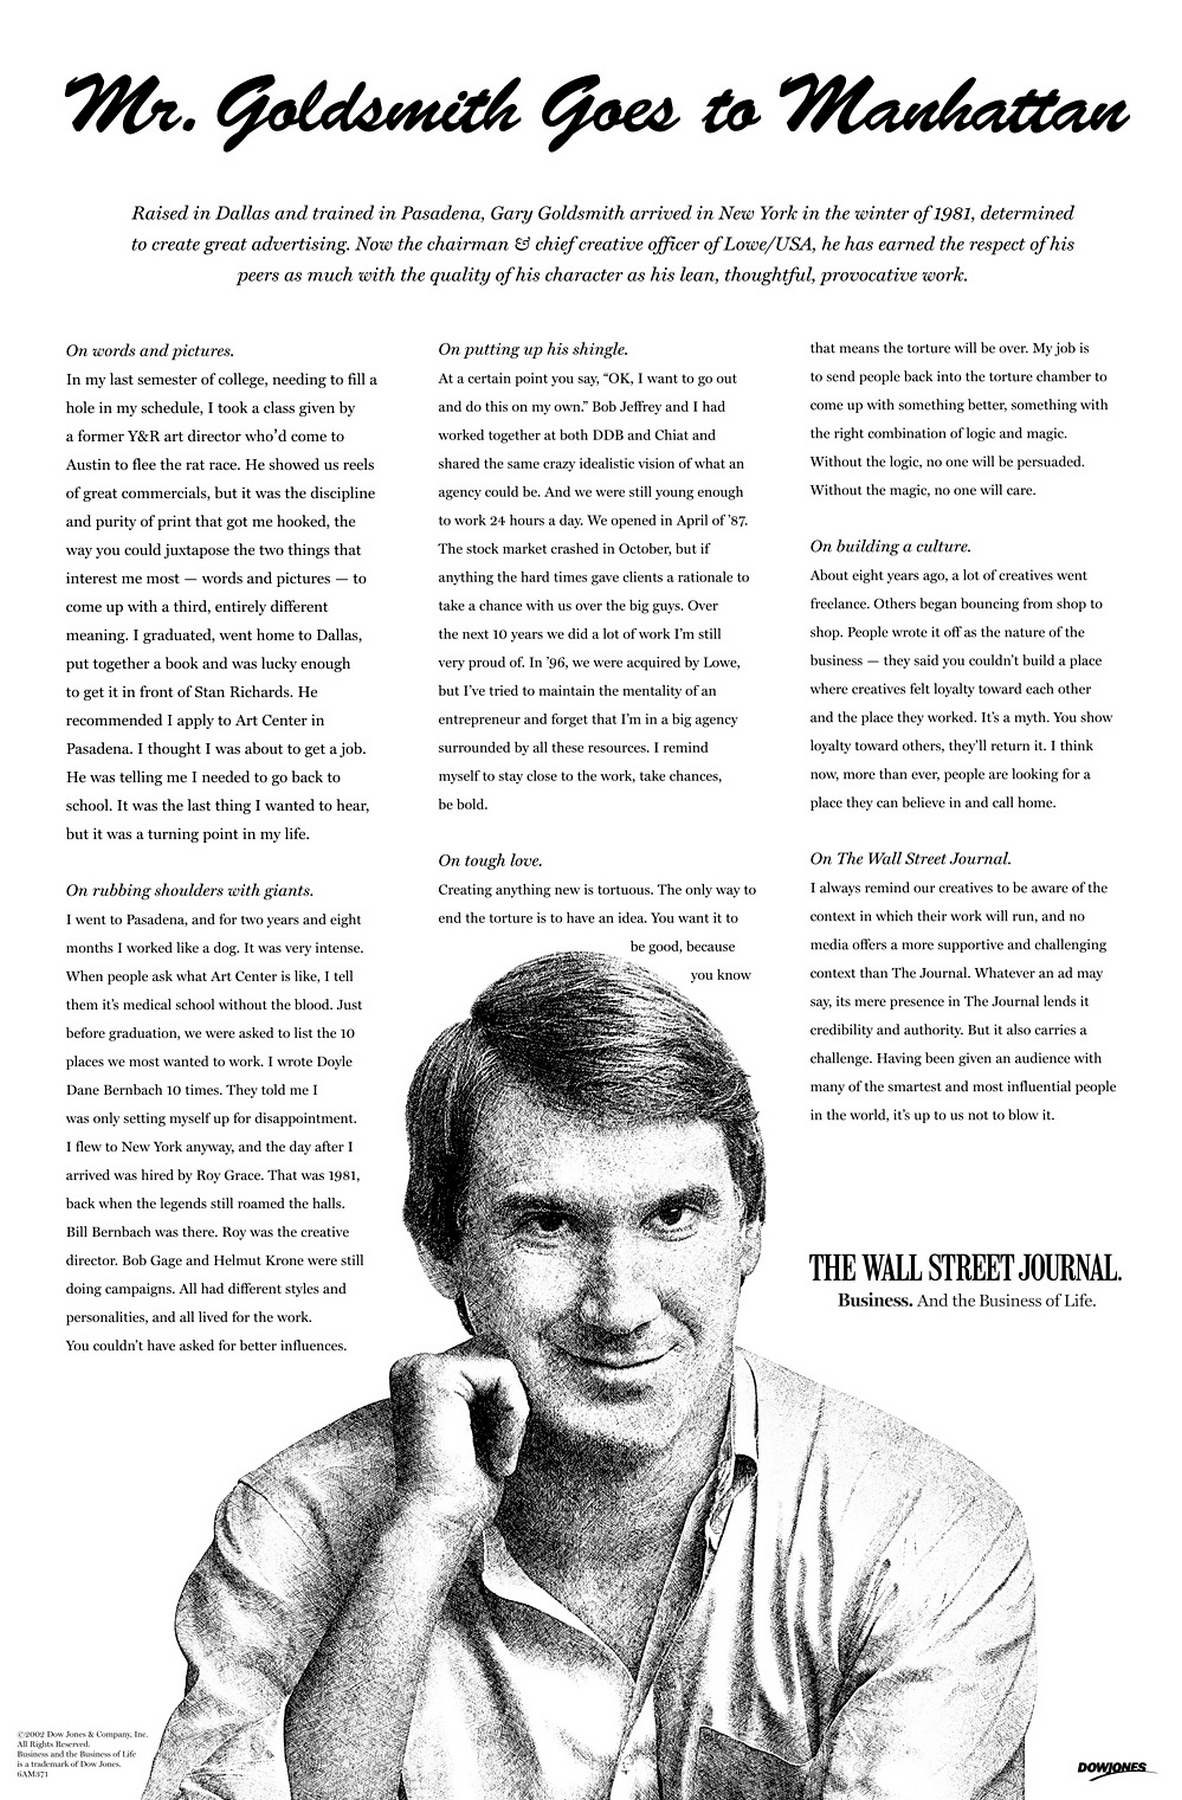 Mr. Goldsmith Goes to Manhattan
Raised in Dallas and trained in Pasadena, Gary Goldsmith arrived in New York in the winter of 1981, determined
to create great advertising. Now the chairman & chief creative officer of Lowe/USA, he has earned the respect of his
peers as much with the quality of his character as his lean, thoughtful, provocative work.
On words and pictures.
In my last semester of college, needing to fill a
hole in my schedule, I took a class given by
a former Y&R art director who'd come to
Austin to flee the rat race. He showed us reels
of great commercials, but it was the discipline
and purity of print that got me hooked, the
way you could juxtapose the two things that
interest me most — words and pictures — to
come up with a third, entirely different
meaning. I graduated, went home to Dallas,
put together a book and was lucky enough
to get it in front of Stan Richards. He
recommended I apply to Art Center in
Pasadena. I thought I was about to get a job.
He was telling me I needed to go back to
school. It was the last thing I wanted to hear,
but it was a turning point in my life.
On rubbing shoulders with giants.
I went to Pasadena, and for two years and eight
months I worked like a dog. It was very intense.
When people ask what Art Center is like, I tell
them it's medical school without the blood. Just
before graduation, we were asked to list the 10
places we most wanted to work. I wrote Doyle
Dane Bernbach 10 times. They told me I
was only setting myself up for disappointment.
I flew to New York anyway, and the day after I
arrived was hired by Roy Grace. That was 1981,
back when the legends still roamed the halls.
Bill Bernbach was there. Roy was the creative
director. Bob Gage and Helmut Krone were still
doing campaigns. All had different styles and
personalities, and all lived for the work.
You couldn't have asked for better influences.
On putting up his shingle.
At a certain point you say, “OK, I want to go out
and do this on my own.” Bob Jeffrey and I had
worked together at both DDB and Chiat and
shared the same crazy idealistic vision of what an
agency could be. And we were still young enough
to work 24 hours a day. We opened in April of '87.
The stock market crashed in October, but if
anything the hard times gave clients a rationale to
take a chance with us over the big guys. Over
the next 10 years we did a lot of work I'm still
very proud of. In '96, we were acquired by Lowe,
but I've tried to maintain the mentality of an
entrepreneur and forget that I'm in a big agency
surrounded by all these resources. I remind
myself to stay close to the work, take chances,
be bold.
On tough love.
Creating anything new is tortuous. The only way to
end the torture is to have an idea. You want it to
be good, because
you know
that means the torture will be over. My job is
to send people back into the torture chamber to
come up with something better, something with
the right combination of logic and magic.
Without the logic, no one will be persuaded.
Without the magic, no one will care.
On building a culture.
About eight years ago, a lot of creatives went
freelance. Others began bouncing from shop to
shop. People wrote it off as the nature of the
business — they said you couldn't build a place
where creatives felt loyalty toward each other
and the place they worked. It's a myth. You show
loyalty toward others, they'll return it. I think
now, more than ever, people are looking for a
place they can believe in and call home.
On The Wall Street Journal.
I always remind our creatives to be aware of the
context in which their work will run, and no
media offers a more supportive and challenging
context than The Journal. Whatever an ad may
say, its mere presence in The Journal lends it
credibility and authority. But it also carries a
challenge. Having been given an audience with
many of the smartest and most influential people
in the world, it's up to us not to blow it.
THE WALL STREET JOURNAL.
Business. And the Business of Life.
©2002 Dow Jones & Company, Inc.
All Rights Reserved.
Business and the Business of Life
is a trademark of Dow Jones.
6AM371
DOWJONES